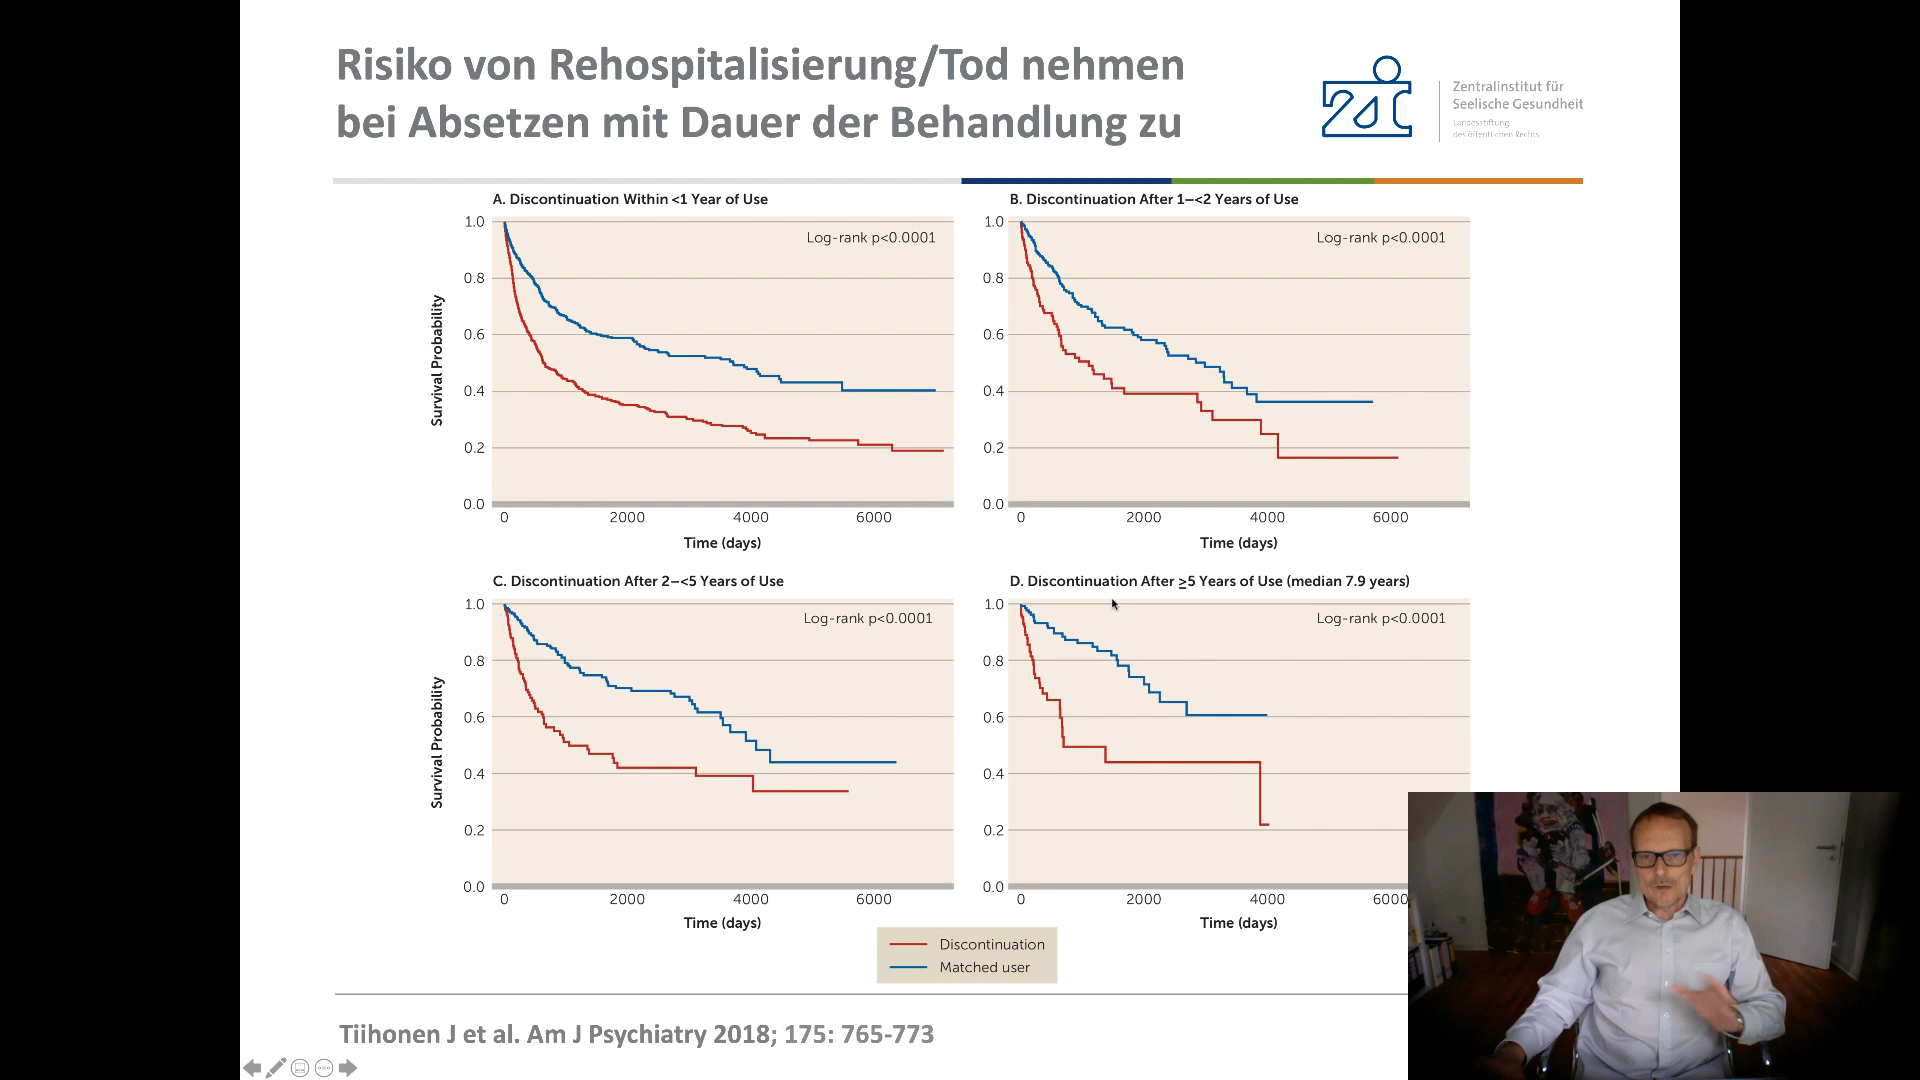 Risiko von Rehospitalisierung/Tod nehmen
bei Absetzen mit Dauer der Behandlung zu
Zentralinstitut für
Seelische Gesundheit
Landesstiftung
des öffentlichen Rechts
A. Discontinuation Within <1 Year of Use
Log-rank p<0.0001
Survival Probability
1.0
0.8
0.6
0.4
0.2
0.0
0 2000 4000 6000
Time (days)
B. Discontinuation After 1–<2 Years of Use
Log-rank p<0.0001
1.0
0.8
0.6
0.4
0.2
0.0
0 2000 4000 6000
Time (days)
C. Discontinuation After 2–<5 Years of Use
Log-rank p<0.0001
Survival Probability
1.0
0.8
0.6
0.4
0.2
0.0
0 2000 4000 6000
Time (days)
D. Discontinuation After ≥5 Years of Use (median 7.9 years)
Log-rank p<0.0001
1.0
0.8
0.6
0.4
0.2
0.0
0 2000 4000 6000
Time (days)
Discontinuation
Matched user
Tiihonen J et al. Am J Psychiatry 2018; 175: 765-773